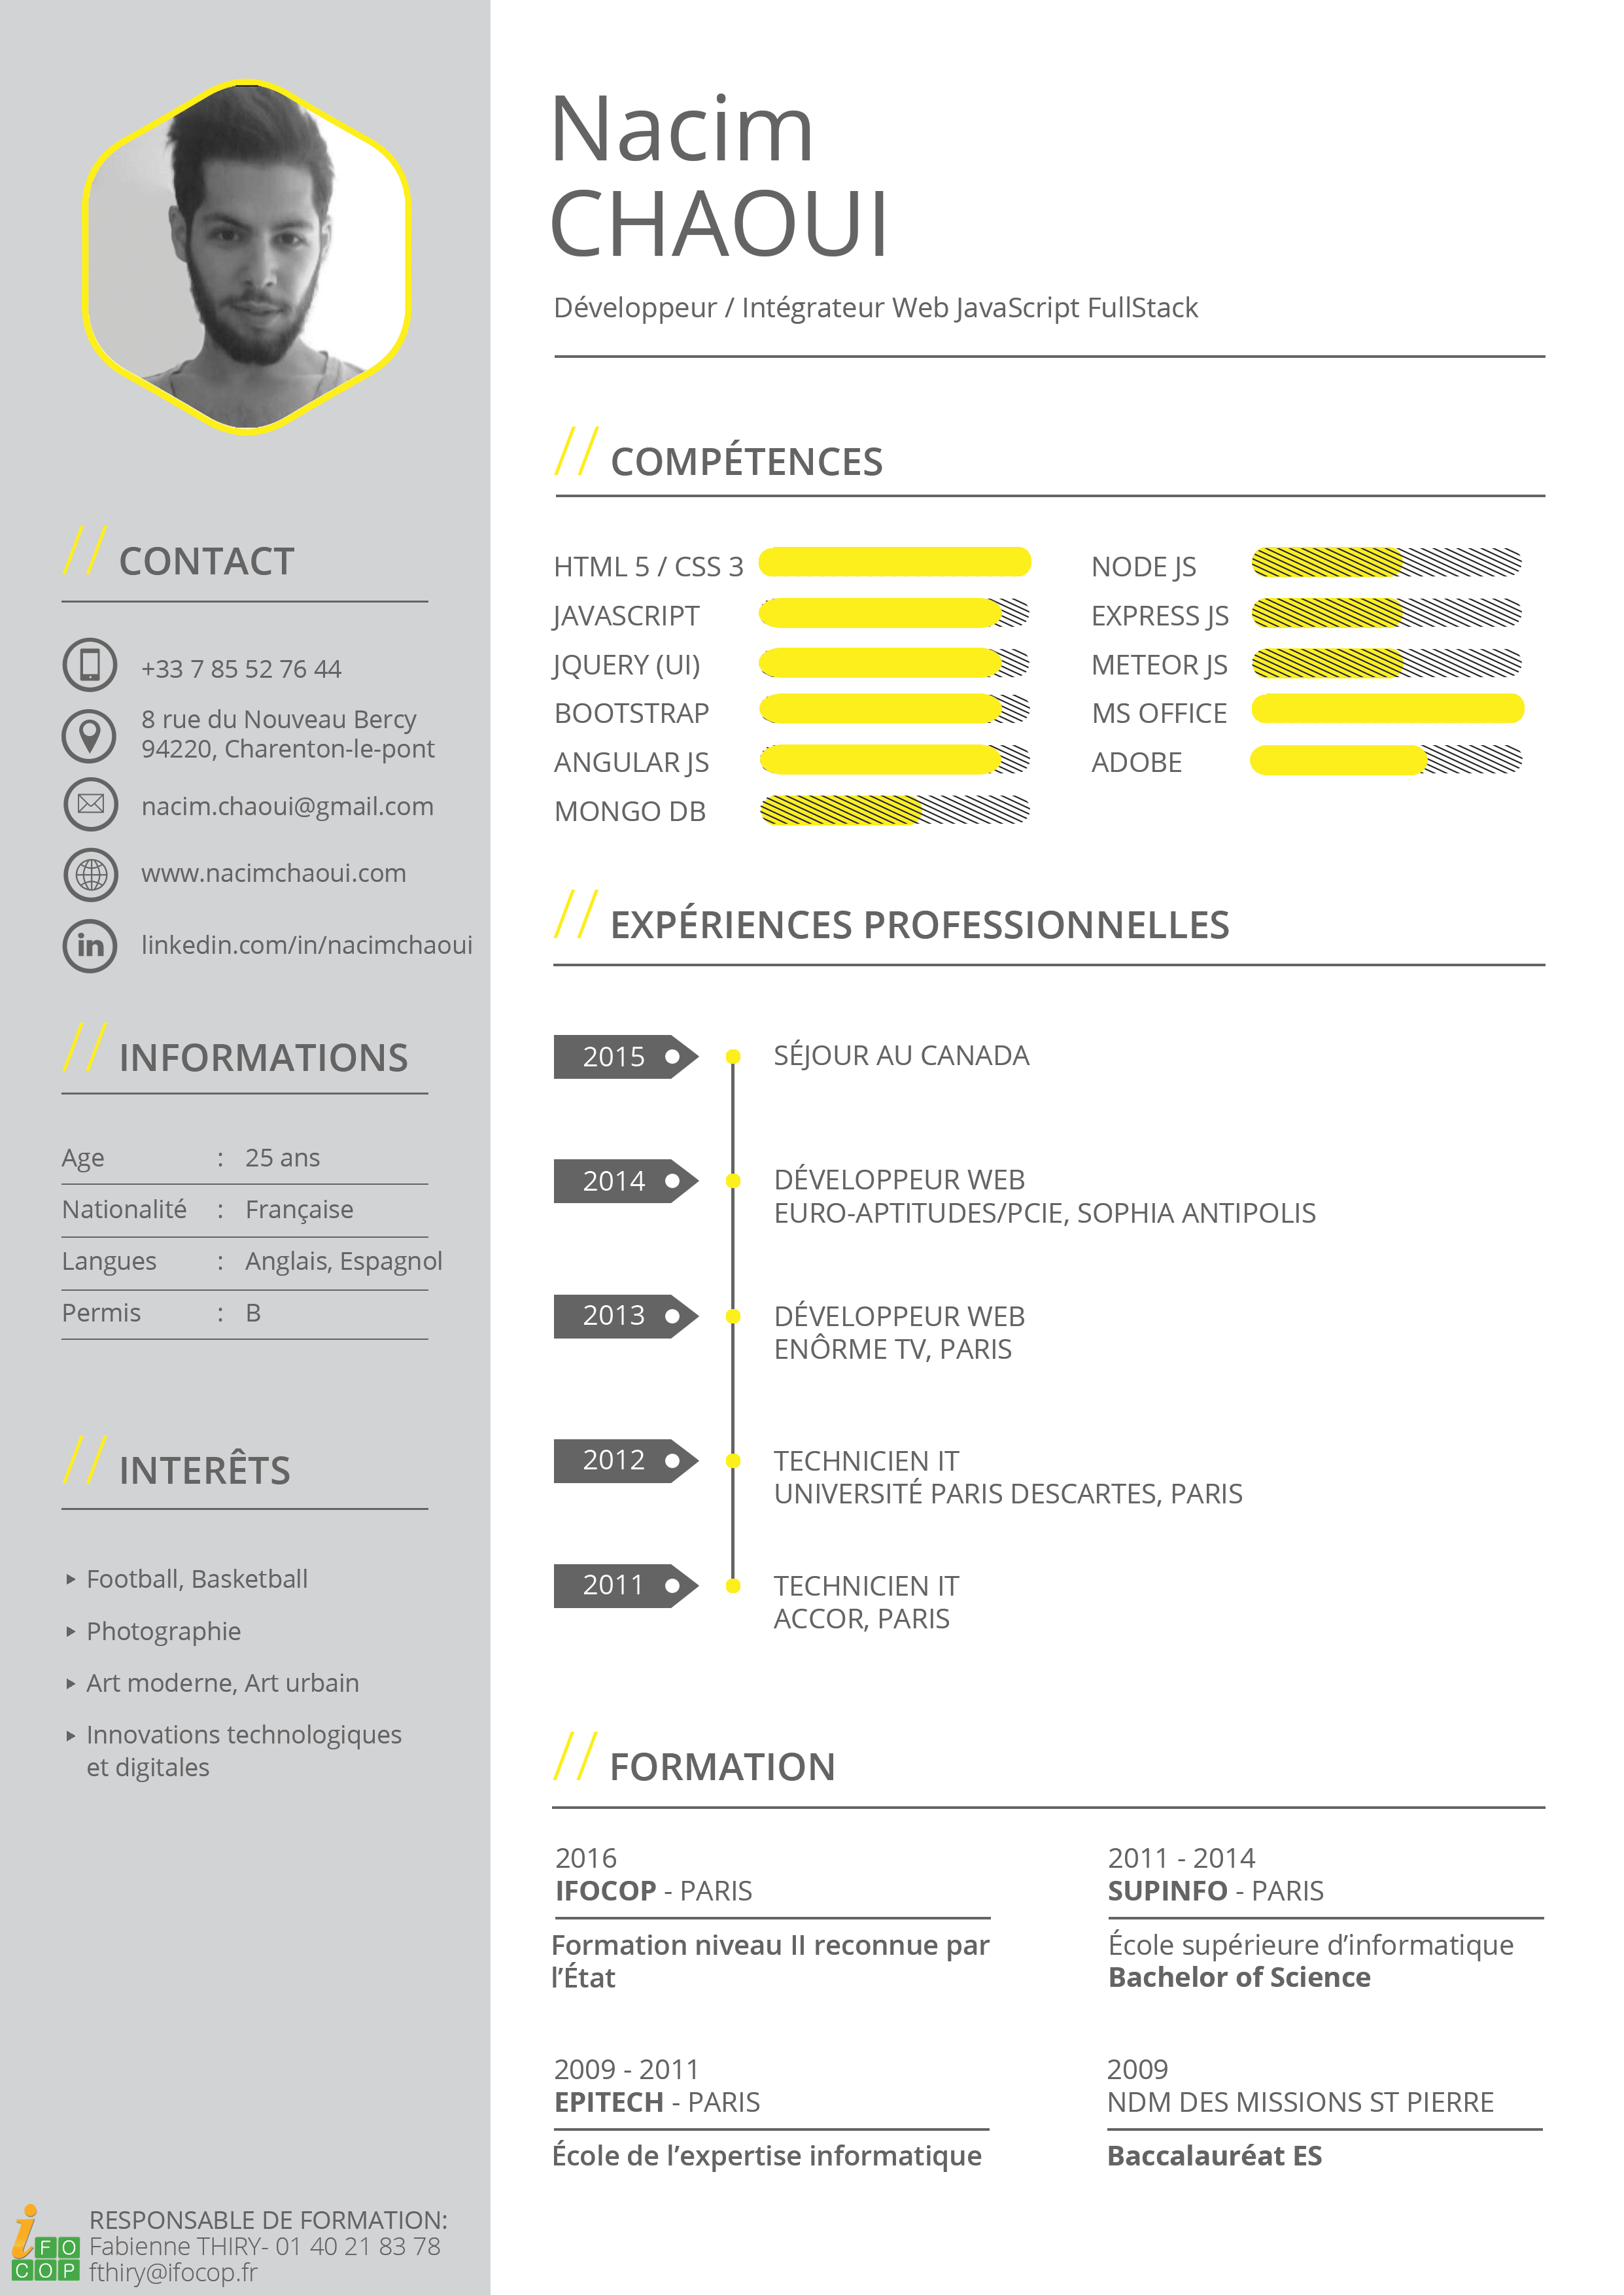 Nacim
CHAOUI
Développeur / Intégrateur Web JavaScript FullStack
// CONTACT
+33 7 85 52 76 44
8 rue du Nouveau Bercy
94220, Charenton-le-pont
nacim.chaoui@gmail.com
www.nacimchaoui.com
in linkedin.com/in/nacimchaoui
// INFORMATIONS
Age : 25 ans
Nationalité : Française
Langues : Anglais, Espagnol
Permis : B
// INTERÊTS
Football, Basketball
Photographie
Art moderne, Art urbain
Innovations technologiques
et digitales
// COMPÉTENCES
HTML 5 / CSS 3
JAVASCRIPT
JQUERY (UI)
BOOTSTRAP
ANGULAR JS
MONGO DB
NODE JS
EXPRESS JS
METEOR JS
MS OFFICE
ADOBE
// EXPÉRIENCES PROFESSIONNELLES
2015 SÉJOUR AU CANADA
2014 DÉVELOPPEUR WEB
EURO-APTITUDES/PCIE, SOPHIA ANTIPOLIS
2013 DÉVELOPPEUR WEB
ENÔRME TV, PARIS
2012 TECHNICIEN IT
UNIVERSITÉ PARIS DESCARTES, PARIS
2011 TECHNICIEN IT
ACCOR, PARIS
// FORMATION
2016
IFOCOP - PARIS
Formation niveau II reconnue par
l'État
2011 - 2014
SUPINFO - PARIS
École supérieure d'informatique
Bachelor of Science
2009 - 2011
EPITECH - PARIS
École de l'expertise informatique
2009
NDM DES MISSIONS ST PIERRE
Baccalauréat ES
iFO
COP
RESPONSABLE DE FORMATION:
Fabienne THIRY- 01 40 21 83 78
fthiry@ifocop.fr